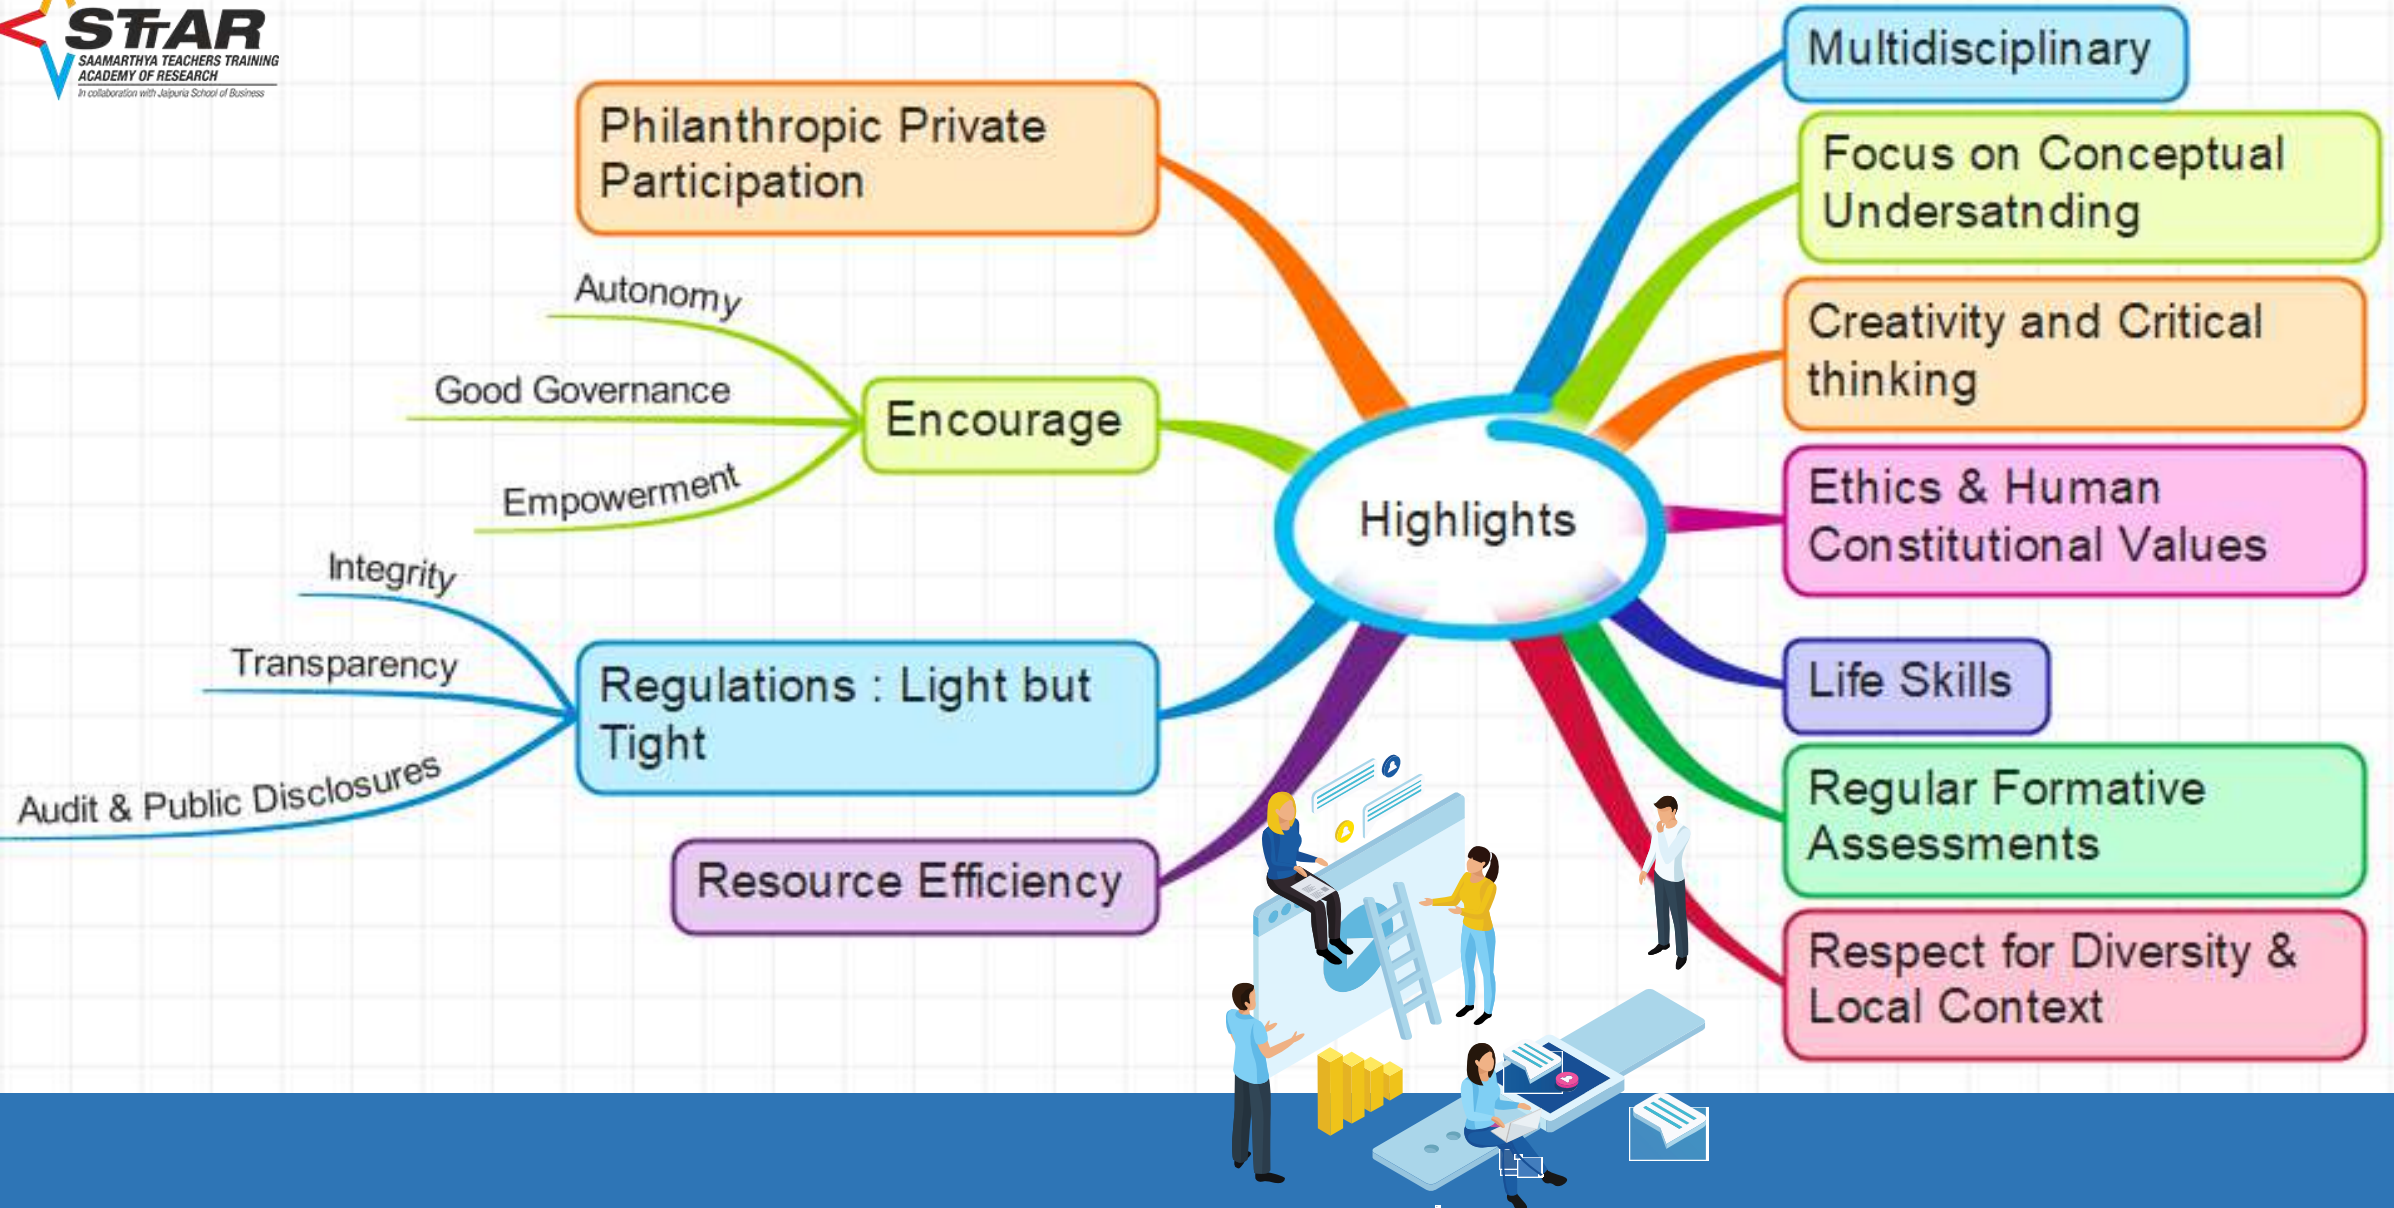 STTAR
SAAMARTHYA TEACHERS TRAINING
ACADEMY OF RESEARCH
In collaboration with Jaipuria School of Business
Philanthropic Private
Participation
Autonomy
Good Governance
Empowerment
Encourage
Integrity
Transparency
Audit & Public Disclosures
Regulations : Light but
Tight
Resource Efficiency
Highlights
Multidisciplinary
Focus on Conceptual
Undersatnding
Creativity and Critical
thinking
Ethics & Human
Constitutional Values
Life Skills
Regular Formative
Assessments
Respect for Diversity &
Local Context